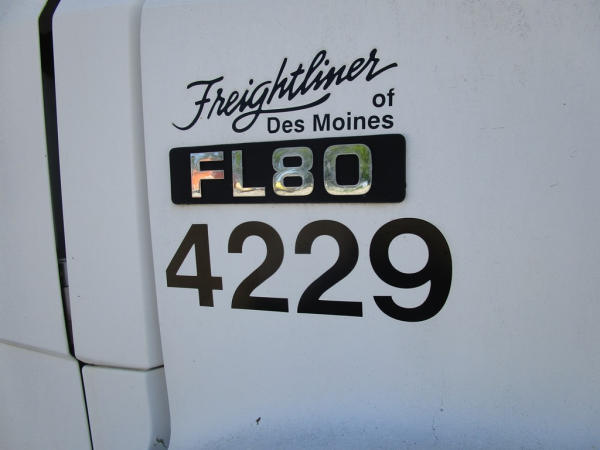 Freightliner
of
Des Moines
FL80
4229